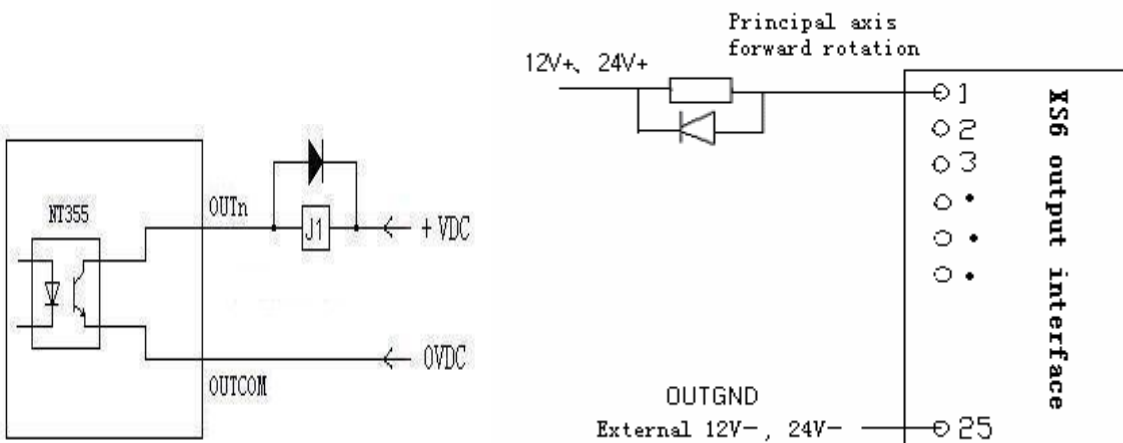 NT355
OUTn
J1
+VDC
0VDC
OUTCOM
Principal axis
forward rotation
12V+、24V+
1
2
3
XS6 output interface
OUTGND
External 12V-, 24V-
25